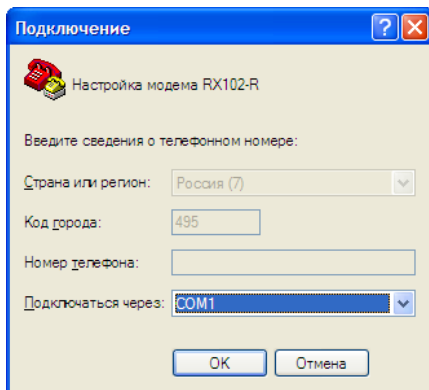 Подключение
Настройка модема RX102-R
Введите сведения о телефонном номере:
Страна или регион: Россия (7)
Код города: 495
Номер телефона:
Подключаться через: COM1
OK Отмена